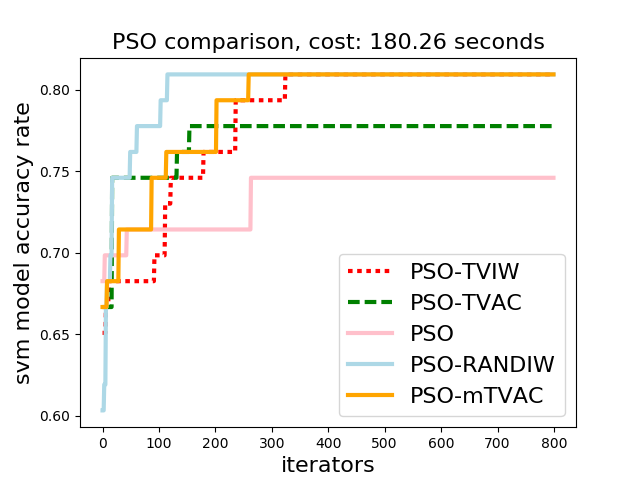 PSO comparison, cost: 180.26 seconds
svm model accuracy rate
0.80
0.75
0.70
0.65
0.60
PSO-TVIW
PSO-TVAC
PSO
PSO-RANDIW
PSO-mTVAC
0 100 200 300 400 500 600 700 800
iterators